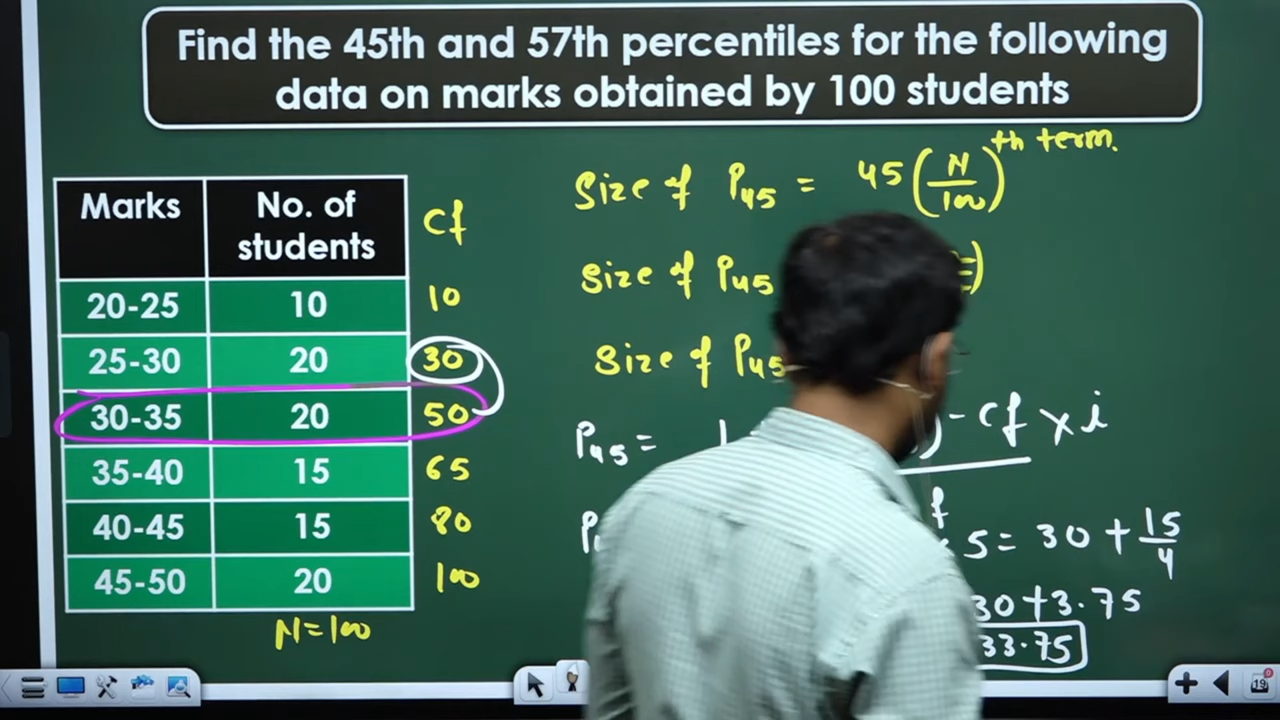 Find the 45th and 57th percentiles for the following
data on marks obtained by 100 students
Marks No. of students Cf
20-25 10 10
25-30 20 30
30-35 20 50
35-40 15 65
40-45 15 80
45-50 20 100
N=100
Size of P45 = 45(N/100)th term.
Size of P45
Size of P45
P45 = - cf × i
f
5 = 30 + 15/4
30+3.75
33.75
19